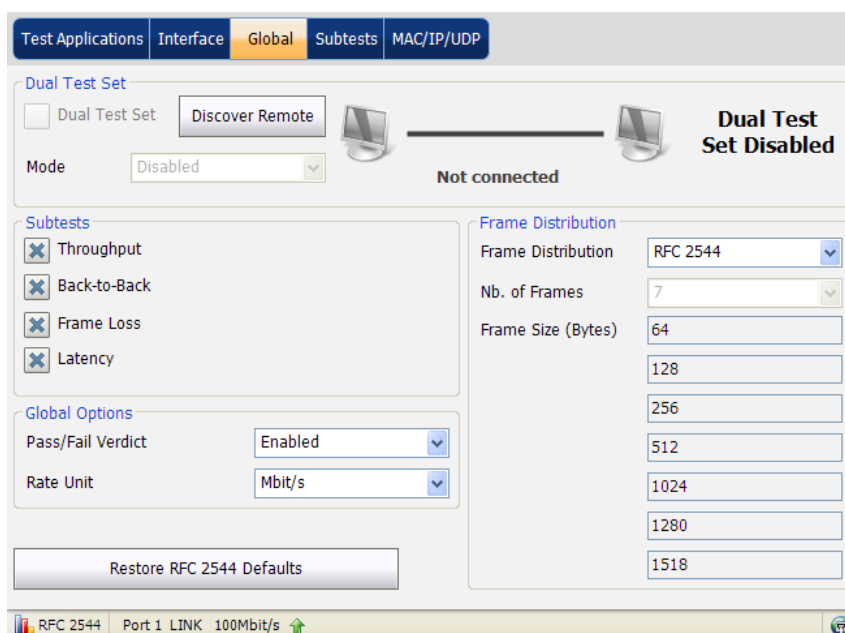 Test Applications Interface Global Subtests MAC/IP/UDP
Dual Test Set
Dual Test Set Discover Remote
Dual Test
Set Disabled
Mode Disabled
Not connected
Subtests
Throughput
Back-to-Back
Frame Loss
Latency
Global Options
Pass/Fail Verdict Enabled
Rate Unit Mbit/s
Restore RFC 2544 Defaults
Frame Distribution
Frame Distribution RFC 2544
Nb. of Frames 7
Frame Size (Bytes) 64
128
256
512
1024
1280
1518
RFC 2544 Port 1 LINK 100Mbit/s